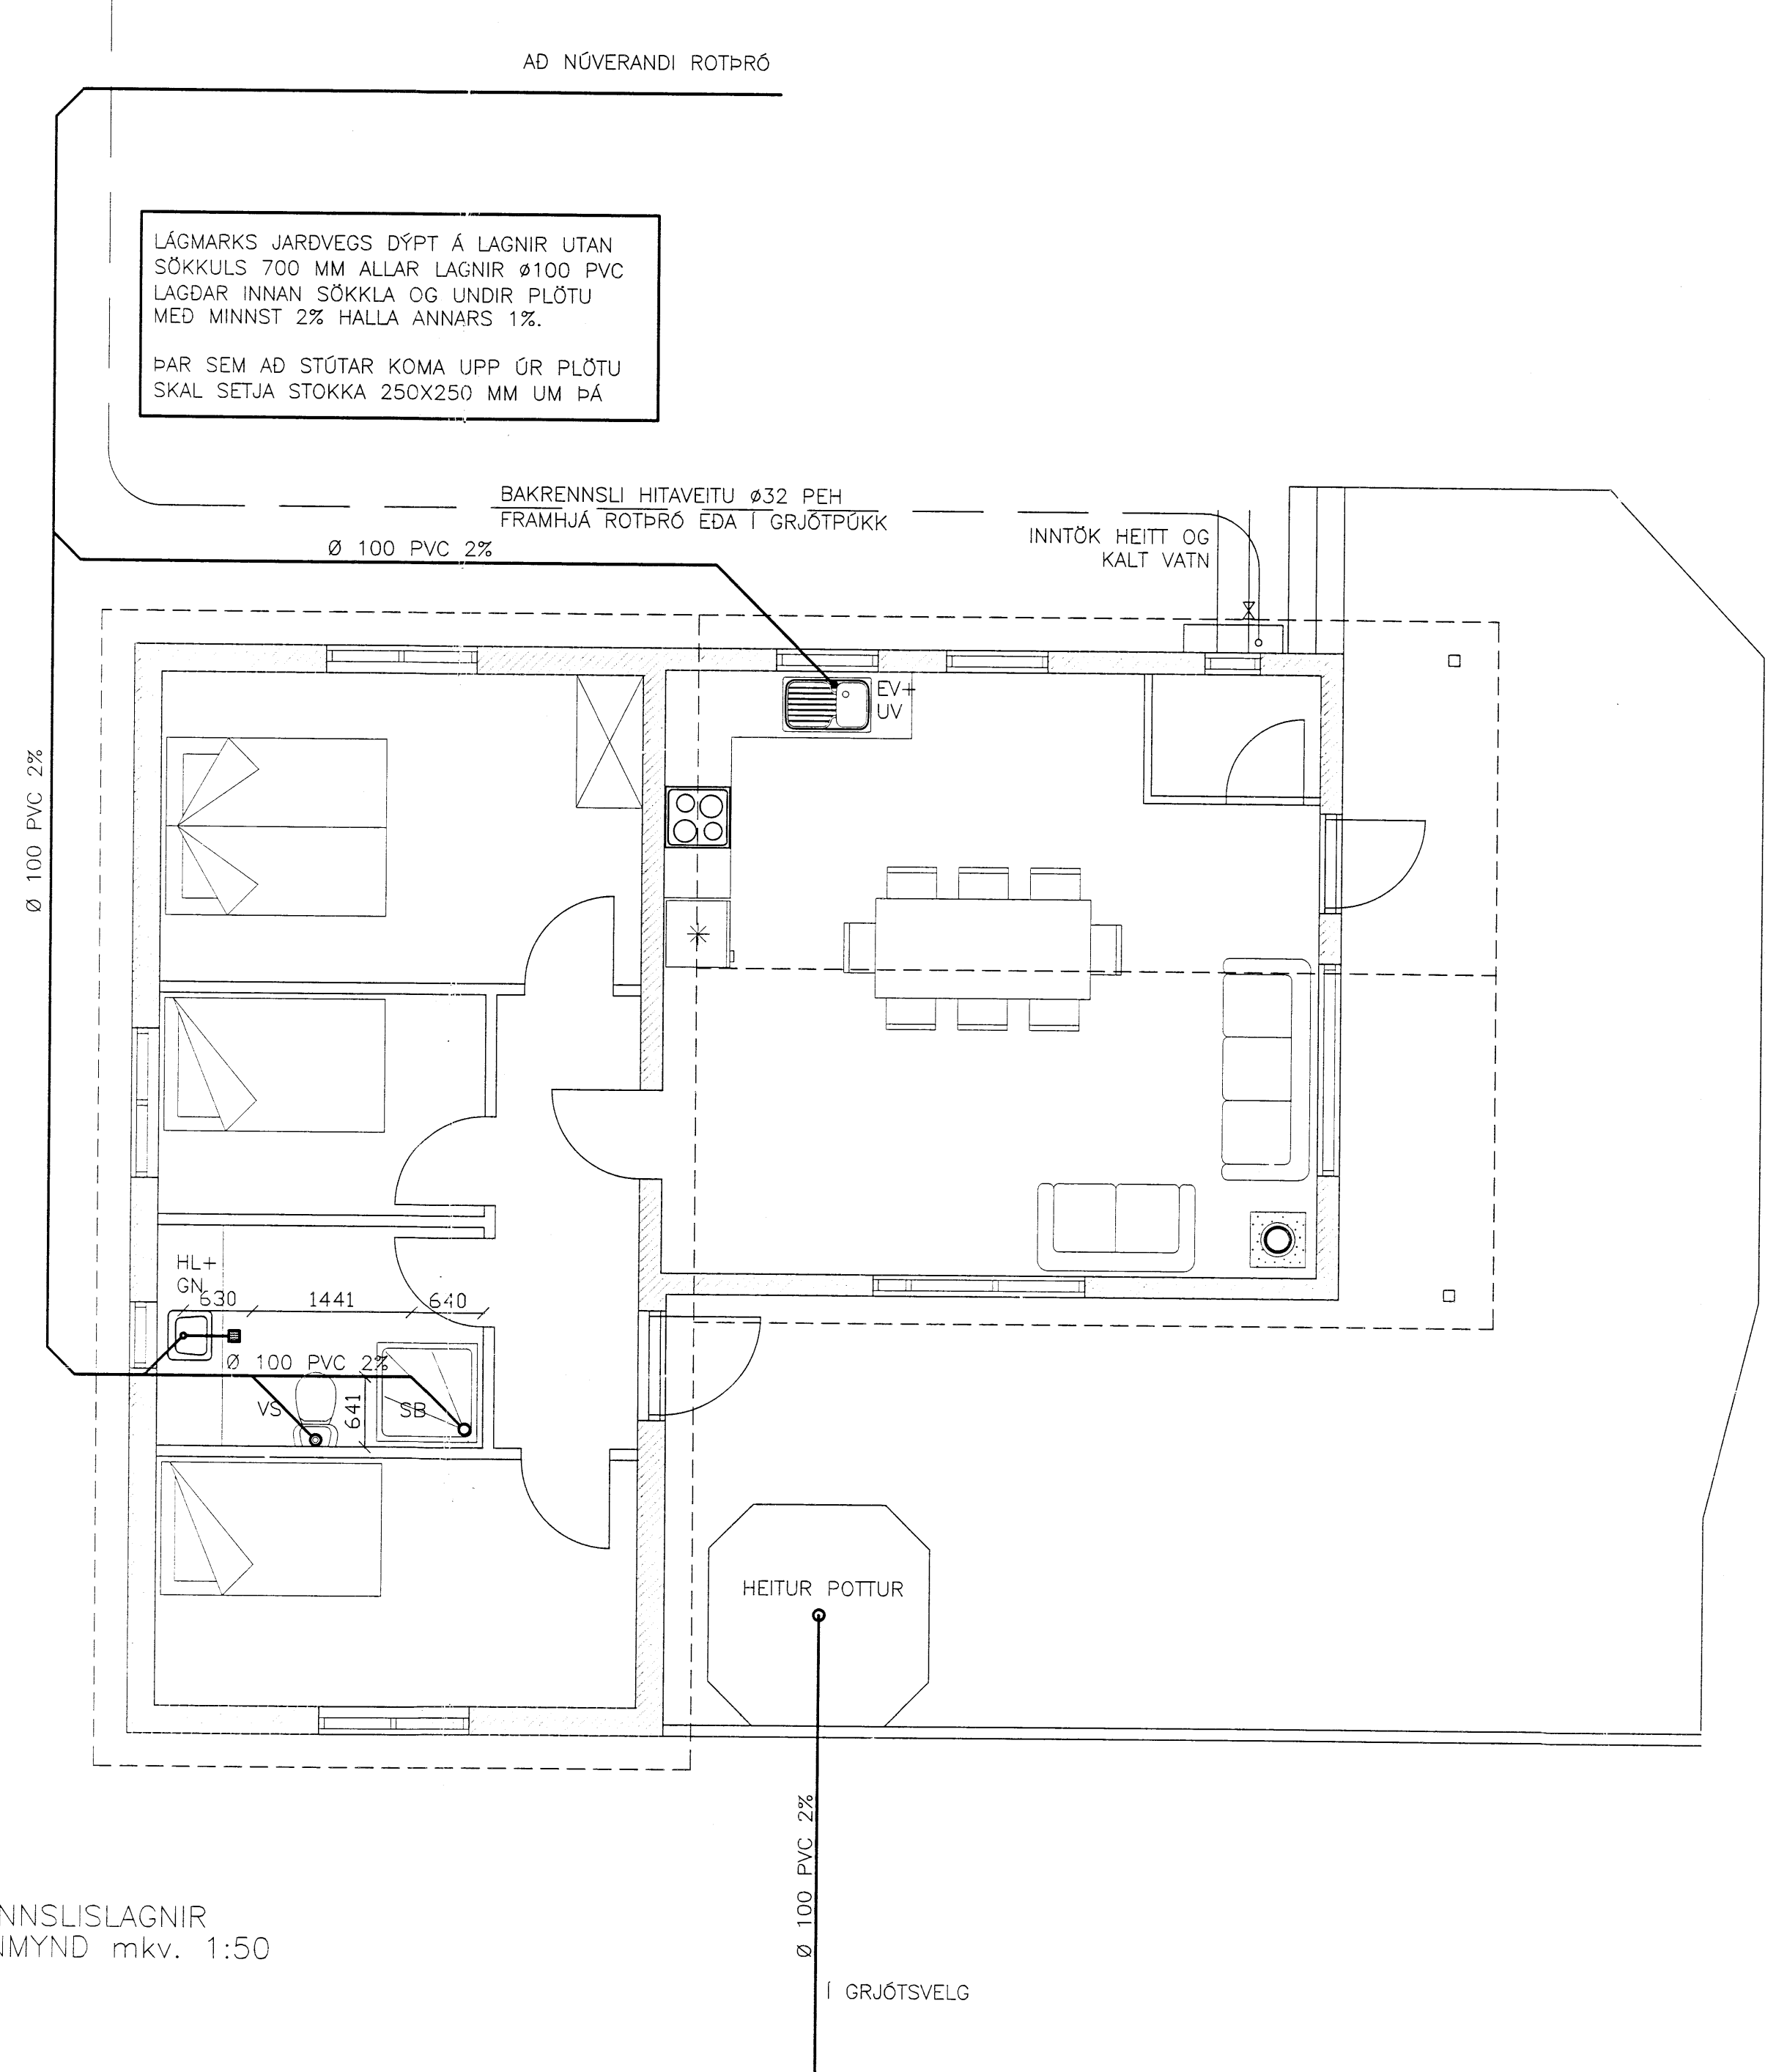 AÐ NÚVERANDI ROTÞRÓ
LÁGMARKS JARÐVEGS DÝPT Á LAGNIR UTAN
SÖKKULS 700 MM ALLAR LAGNIR ø100 PVC
LAGÐAR INNAN SÖKKLA OG UNDIR PLÖTU
MEÐ MINNST 2% HALLA ANNARS 1%.
ÞAR SEM AÐ STÚTAR KOMA UPP ÚR PLÖTU
SKAL SETJA STOKKA 250X250 MM UM ÞÁ
BAKRENNSLI HITAVEITU ø32 PEH
FRAMHJÁ ROTÞRÓ EÐA Í GRJÓTPÚKK
INNTÖK HEITT OG
KALT VATN
Ø 100 PVC 2%
EV+
UV
Ø 100 PVC 2%
HL+
GN
630
1441
640
Ø 100 PVC 2%
VS
641
SB
HEITUR POTTUR
Ø 100 PVC 2%
Í GRJÓTSVELG
NNSLISLAGNIR
NMYND mkv. 1:50